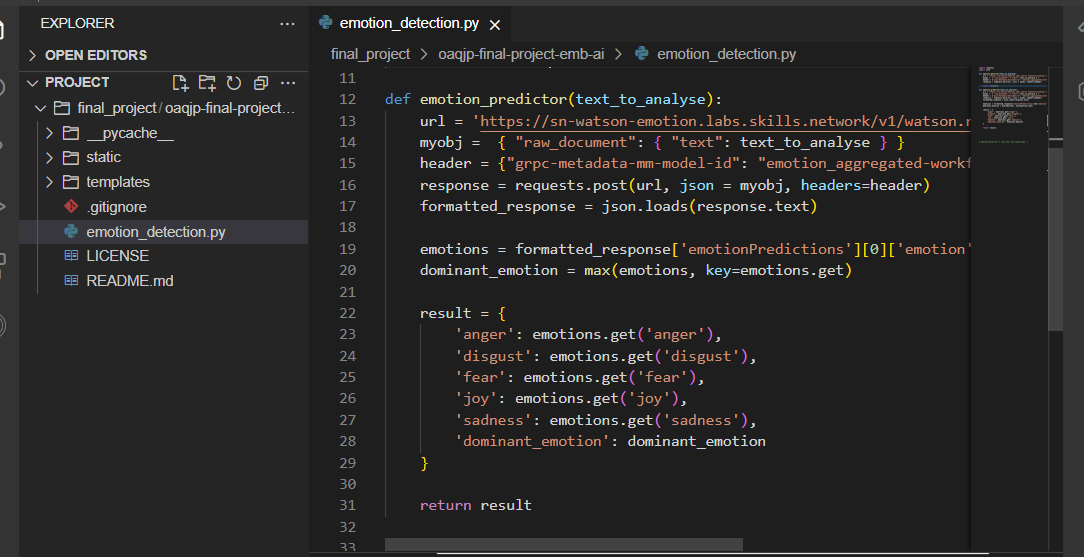 EXPLORER
OPEN EDITORS
PROJECT
final_project/oaqjp-final-project...
__pycache__
static
templates
.gitignore
emotion_detection.py
LICENSE
README.md
emotion_detection.py
final_project > oaqjp-final-project-emb-ai > emotion_detection.py
11
12 def emotion_predictor(text_to_analyse):
13 url = 'https://sn-watson-emotion.labs.skills.network/v1/watson.r
14 myobj = { "raw_document": { "text": text_to_analyse } }
15 header = {"grpc-metadata-mm-model-id": "emotion_aggregated-workf
16 response = requests.post(url, json = myobj, headers=header)
17 formatted_response = json.loads(response.text)
18
19 emotions = formatted_response['emotionPredictions'][0]['emotion'
20 dominant_emotion = max(emotions, key=emotions.get)
21
22 result = {
23 'anger': emotions.get('anger'),
24 'disgust': emotions.get('disgust'),
25 'fear': emotions.get('fear'),
26 'joy': emotions.get('joy'),
27 'sadness': emotions.get('sadness'),
28 'dominant_emotion': dominant_emotion
29 }
30
31 return result
32
33